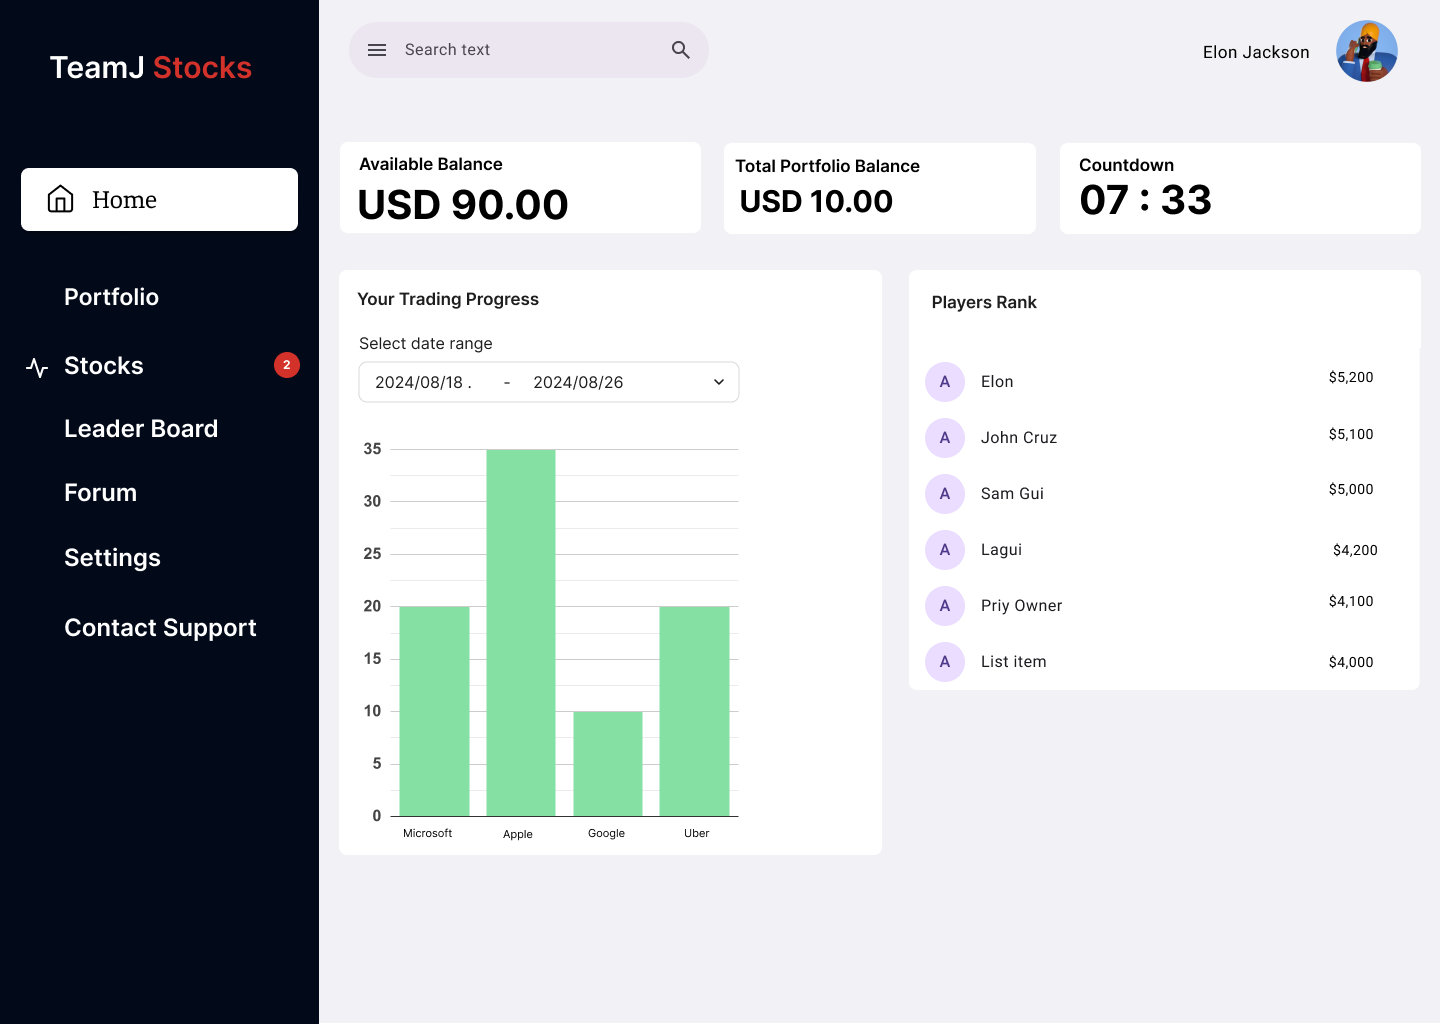 TeamJ Stocks
Home
Portfolio
Stocks
2
Leader Board
Forum
Settings
Contact Support
Search text
Elon Jackson
Available Balance
USD 90.00
Total Portfolio Balance
USD 10.00
Countdown
07 : 33
Your Trading Progress
Select date range
2024/08/18 . - 2024/08/26
35
30
25
20
15
10
5
0
Microsoft Apple Google Uber
Players Rank
A Elon $5,200
A John Cruz $5,100
A Sam Gui $5,000
A Lagui $4,200
A Priy Owner $4,100
A List item $4,000